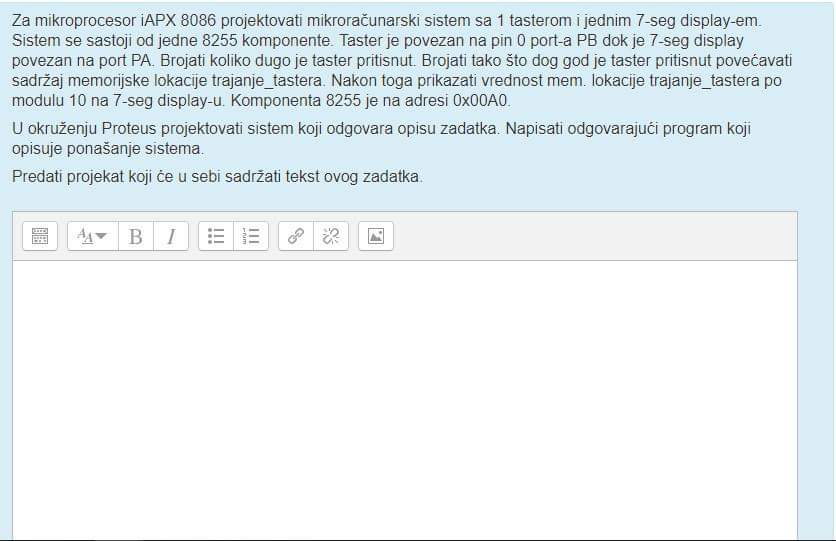 Za mikroprocesor iAPX 8086 projektovati mikroračunarski sistem sa 1 tasterom i jednim 7-seg display-em.
Sistem se sastoji od jedne 8255 komponente. Taster je povezan na pin 0 port-a PB dok je 7-seg display
povezan na port PA. Brojati koliko dugo je taster pritisnut. Brojati tako što dog god je taster pritisnut povećavati
sadržaj memorijske lokacije trajanje_tastera. Nakon toga prikazati vrednost mem. lokacije trajanje_tastera po
modulu 10 na 7-seg display-u. Komponenta 8255 je na adresi 0x00A0.
U okruženju Proteus projektovati sistem koji odgovara opisu zadatka. Napisati odgovarajući program koji
opisuje ponašanje sistema.
Predati projekat koji će u sebi sadržati tekst ovog zadatka.
B I